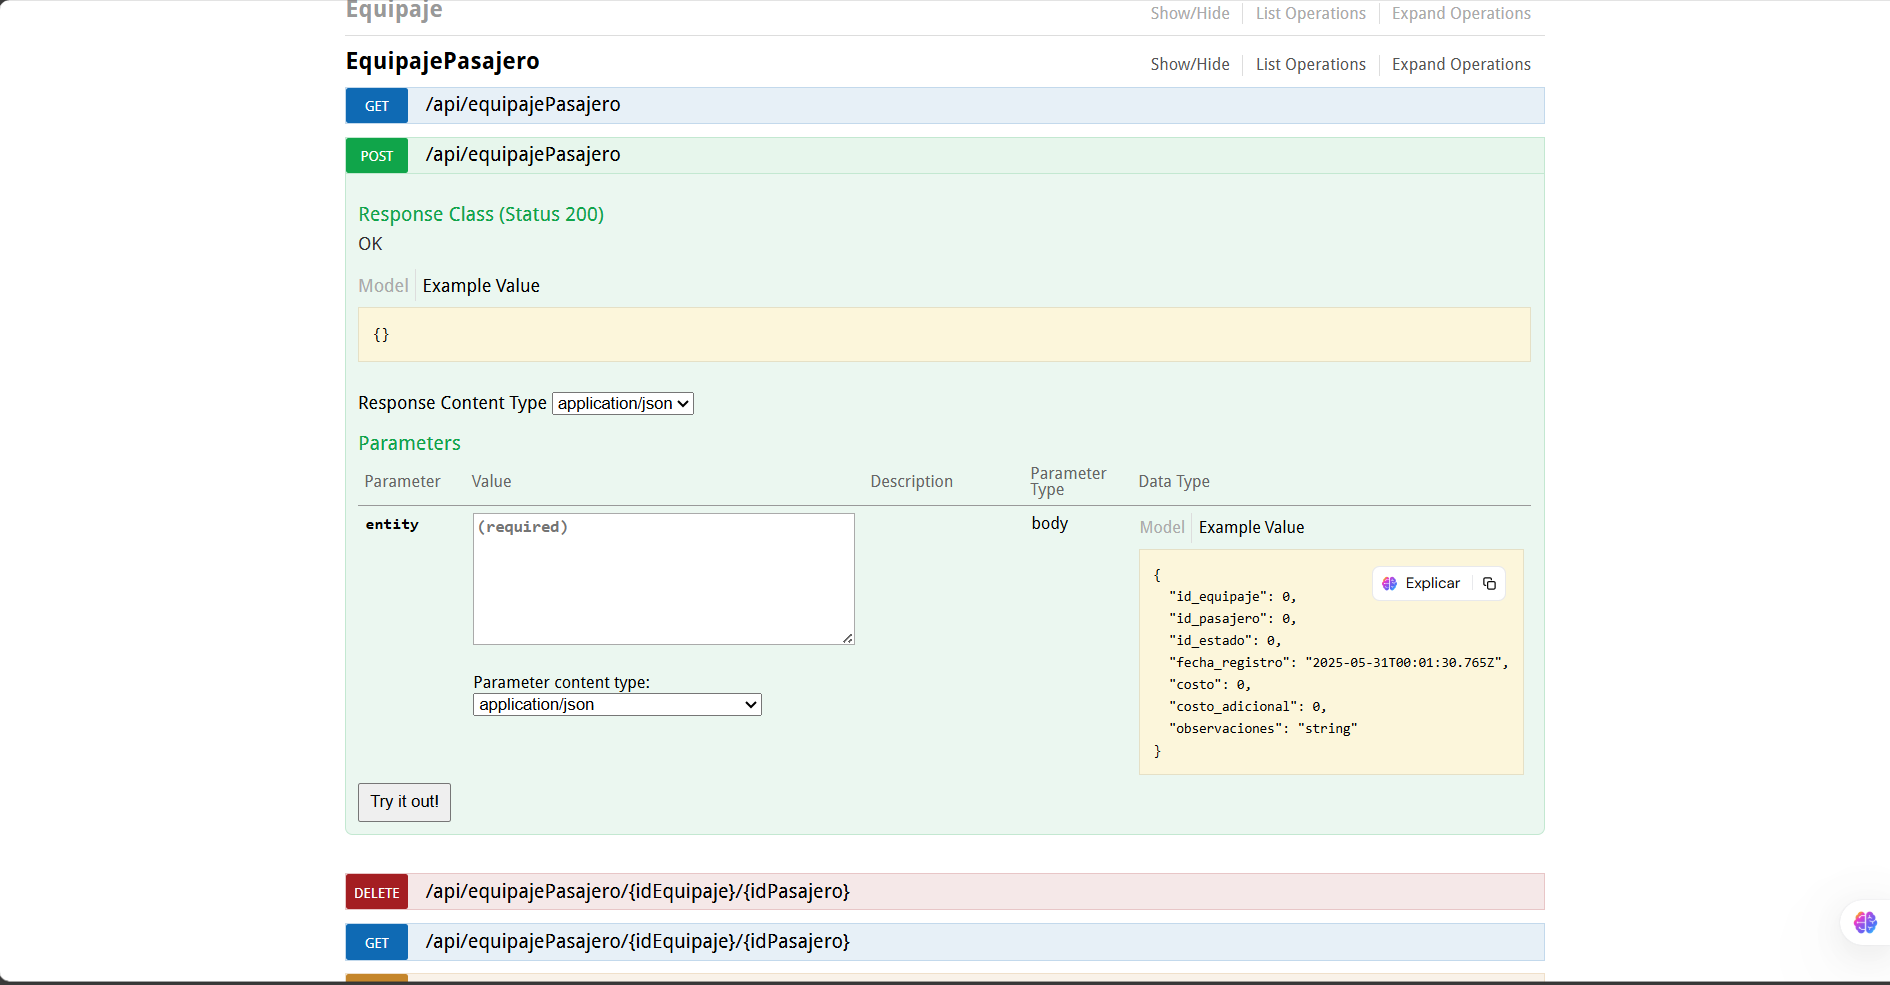 Equipaje
Show/Hide List Operations Expand Operations
EquipajePasajero
Show/Hide List Operations Expand Operations
GET /api/equipajePasajero
POST /api/equipajePasajero
Response Class (Status 200)
OK
Model Example Value
{}
Response Content Type application/json
Parameters
Parameter Value Description Parameter Type Data Type
entity (required) body Model Example Value
{
Explicar
"id_equipaje": 0,
"id_pasajero": 0,
"id_estado": 0,
"fecha_registro": "2025-05-31T00:01:30.765Z",
"costo": 0,
"costo_adicional": 0,
"observaciones": "string"
}
Parameter content type:
application/json
Try it out!
DELETE /api/equipajePasajero/{idEquipaje}/{idPasajero}
GET /api/equipajePasajero/{idEquipaje}/{idPasajero}